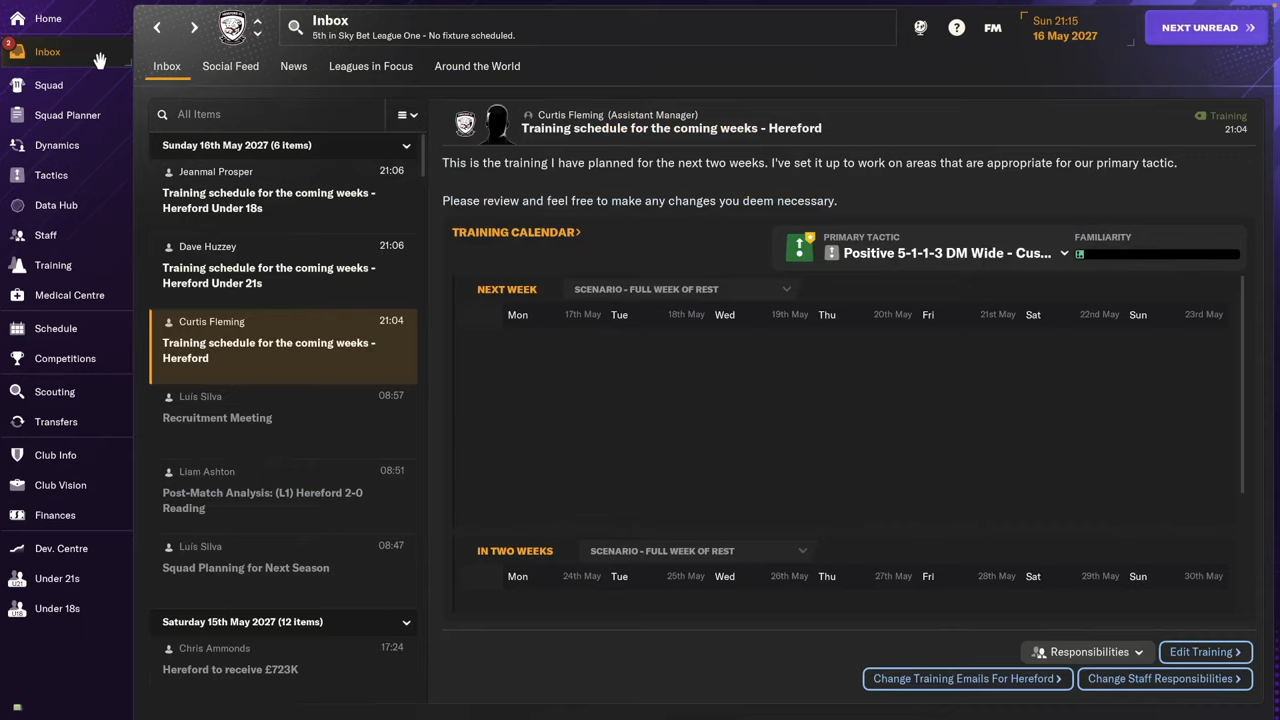 Home
2
Inbox
Squad
Squad Planner
Dynamics
Tactics
Data Hub
Staff
Training
Medical Centre
Schedule
Competitions
Scouting
Transfers
Club Info
Club Vision
Finances
Dev. Centre
U21
Under 21s
U18
Under 18s
Inbox
5th in Sky Bet League One - No fixture scheduled.
FM
Sun 21:15
16 May 2027
NEXT UNREAD
Inbox
Social Feed
News
Leagues in Focus
Around the World
All Items
Sunday 16th May 2027 (6 items)
Jeanmal Prosper 21:06
Training schedule for the coming weeks -
Hereford Under 18s
Dave Huzzey 21:06
Training schedule for the coming weeks -
Hereford Under 21s
Curtis Fleming 21:04
Training schedule for the coming weeks -
Hereford
Luís Silva 08:57
Recruitment Meeting
Liam Ashton 08:51
Post-Match Analysis: (L1) Hereford 2-0
Reading
Luís Silva 08:47
Squad Planning for Next Season
Saturday 15th May 2027 (12 items)
Chris Ammonds 17:24
Hereford to receive £723K
Curtis Fleming (Assistant Manager)
Training schedule for the coming weeks - Hereford
Training
21:04
This is the training I have planned for the next two weeks. I've set it up to work on areas that are appropriate for our primary tactic.
Please review and feel free to make any changes you deem necessary.
TRAINING CALENDAR>
PRIMARY TACTIC
Positive 5-1-1-3 DM Wide - Cus...
FAMILIARITY
NEXT WEEK SCENARIO - FULL WEEK OF REST
Mon 17th May Tue 18th May Wed 19th May Thu 20th May Fri 21st May Sat 22nd May Sun 23rd May
IN TWO WEEKS SCENARIO - FULL WEEK OF REST
Mon 24th May Tue 25th May Wed 26th May Thu 27th May Fri 28th May Sat 29th May Sun 30th May
Responsibilities
Edit Training >
Change Training Emails For Hereford >
Change Staff Responsibilities >